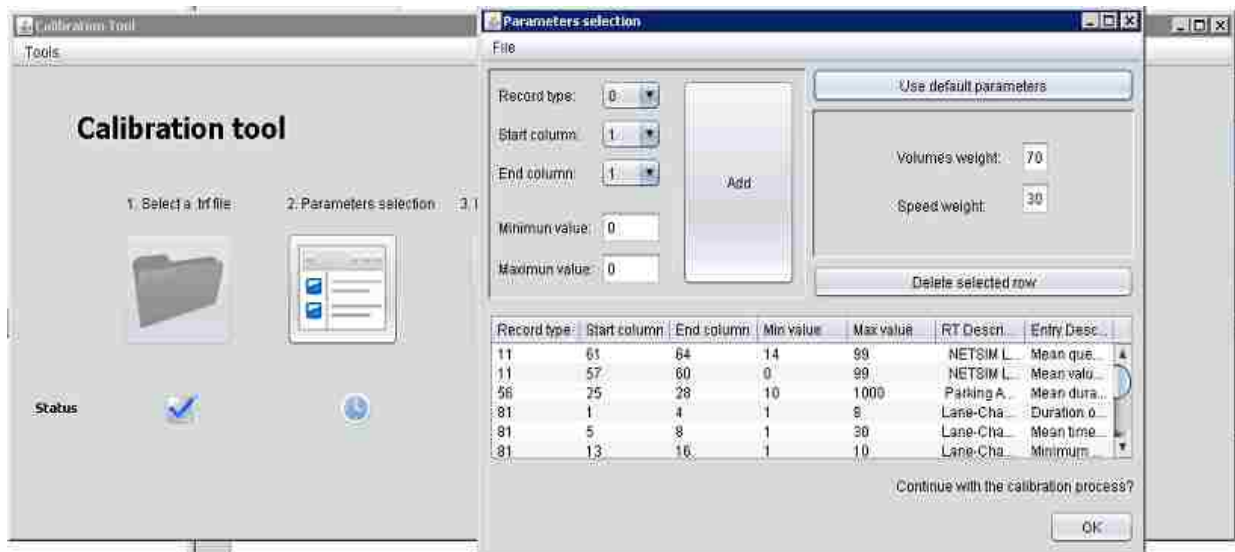 Calibration Tool
Tools
Calibration tool
1. Select a .trf file
2. Parameters selection
3.
Status
Parameters selection
File
Record type: 0
Start column: 1
End column: 1
Minimun value: 0
Maximun value: 0
Add
Use default parameters
Volumes weight: 70
Speed weight: 30
Delete selected row
Record type Start column End column Min value Max value RT Descri... Entry Desc...
11 61 64 14 99 NETSIM L... Mean que...
11 57 60 0 99 NETSIM L... Mean valu...
56 25 28 10 1000 Parking A... Mean dura...
81 1 4 1 8 Lane-Cha... Duration o...
81 5 8 1 30 Lane-Cha... Mean time...
81 13 16 1 10 Lane-Cha... Minimum ...
Continue with the calibration process?
OK